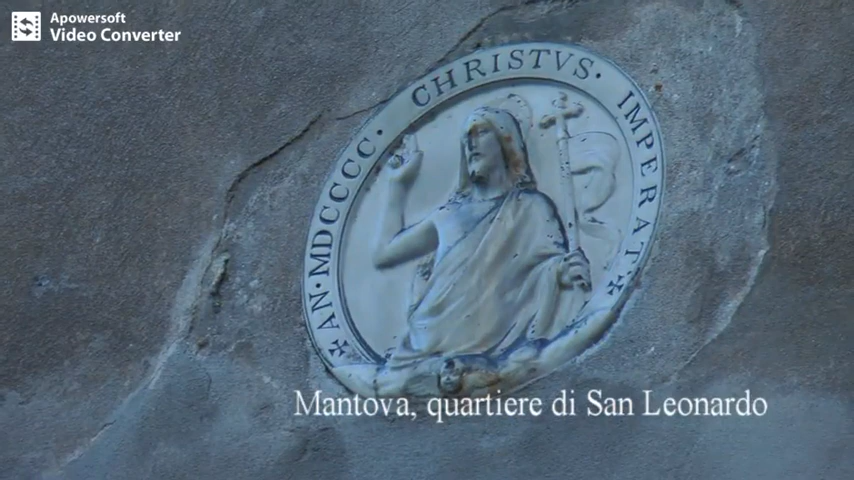 Apowersoft
Video Converter
✠ AN · MDCCCC · CHRISTVS · IMPERAT · ✠
Mantova, quartiere di San Leonardo